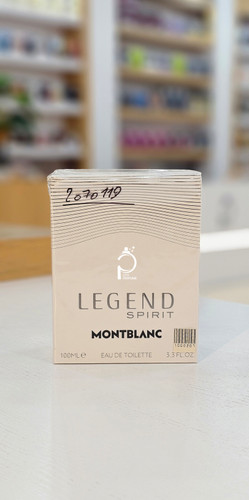 2070119
LEGEND
SPIRIT
MONTBLANC
100ML℮ EAU DE TOILETTE 3.3 FL.OZ